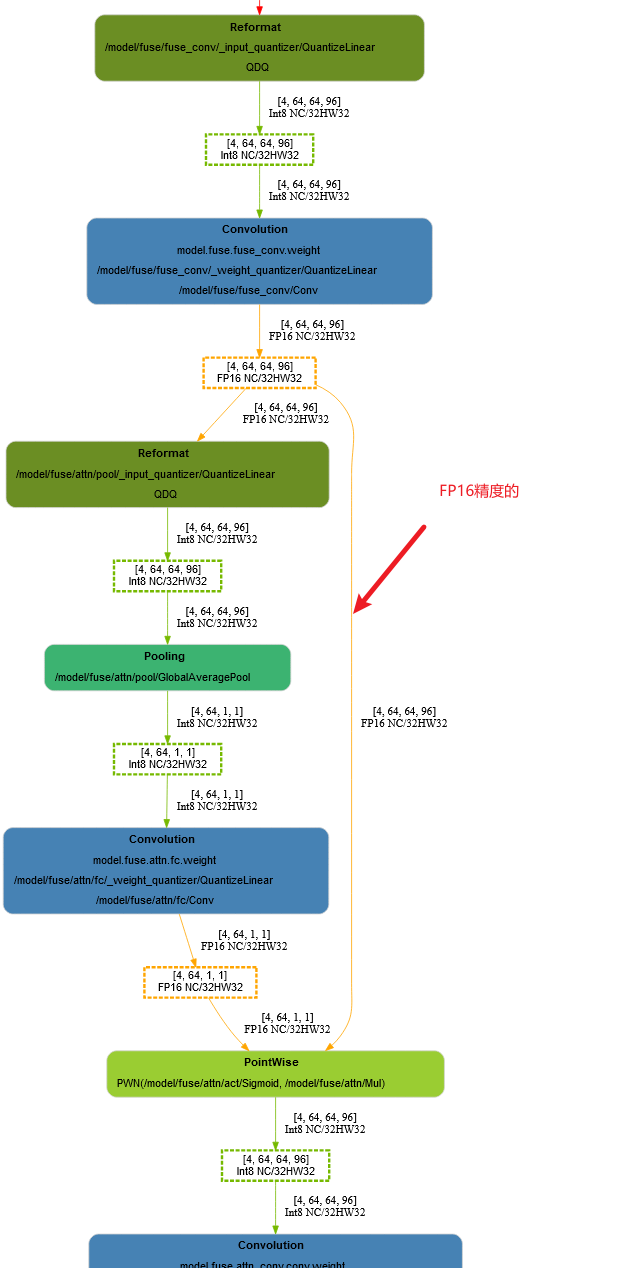 Reformat
/model/fuse/fuse_conv/_input_quantizer/QuantizeLinear
QDQ
[4, 64, 64, 96]
Int8 NC/32HW32
[4, 64, 64, 96]
Int8 NC/32HW32
[4, 64, 64, 96]
Int8 NC/32HW32
Convolution
model.fuse.fuse_conv.weight
/model/fuse/fuse_conv/_weight_quantizer/QuantizeLinear
/model/fuse/fuse_conv/Conv
[4, 64, 64, 96]
FP16 NC/32HW32
[4, 64, 64, 96]
FP16 NC/32HW32
[4, 64, 64, 96]
FP16 NC/32HW32
Reformat
/model/fuse/attn/pool/_input_quantizer/QuantizeLinear
QDQ
FP16精度的
[4, 64, 64, 96]
Int8 NC/32HW32
[4, 64, 64, 96]
Int8 NC/32HW32
[4, 64, 64, 96]
Int8 NC/32HW32
Pooling
/model/fuse/attn/pool/GlobalAveragePool
[4, 64, 1, 1]
Int8 NC/32HW32
[4, 64, 64, 96]
FP16 NC/32HW32
[4, 64, 1, 1]
Int8 NC/32HW32
[4, 64, 1, 1]
Int8 NC/32HW32
Convolution
model.fuse.attn.fc.weight
/model/fuse/attn/fc/_weight_quantizer/QuantizeLinear
/model/fuse/attn/fc/Conv
[4, 64, 1, 1]
FP16 NC/32HW32
[4, 64, 1, 1]
FP16 NC/32HW32
[4, 64, 1, 1]
FP16 NC/32HW32
PointWise
PWN(/model/fuse/attn/act/Sigmoid, /model/fuse/attn/Mul)
[4, 64, 64, 96]
Int8 NC/32HW32
[4, 64, 64, 96]
Int8 NC/32HW32
[4, 64, 64, 96]
Int8 NC/32HW32
Convolution
model.fuse.attn_conv.conv.weight